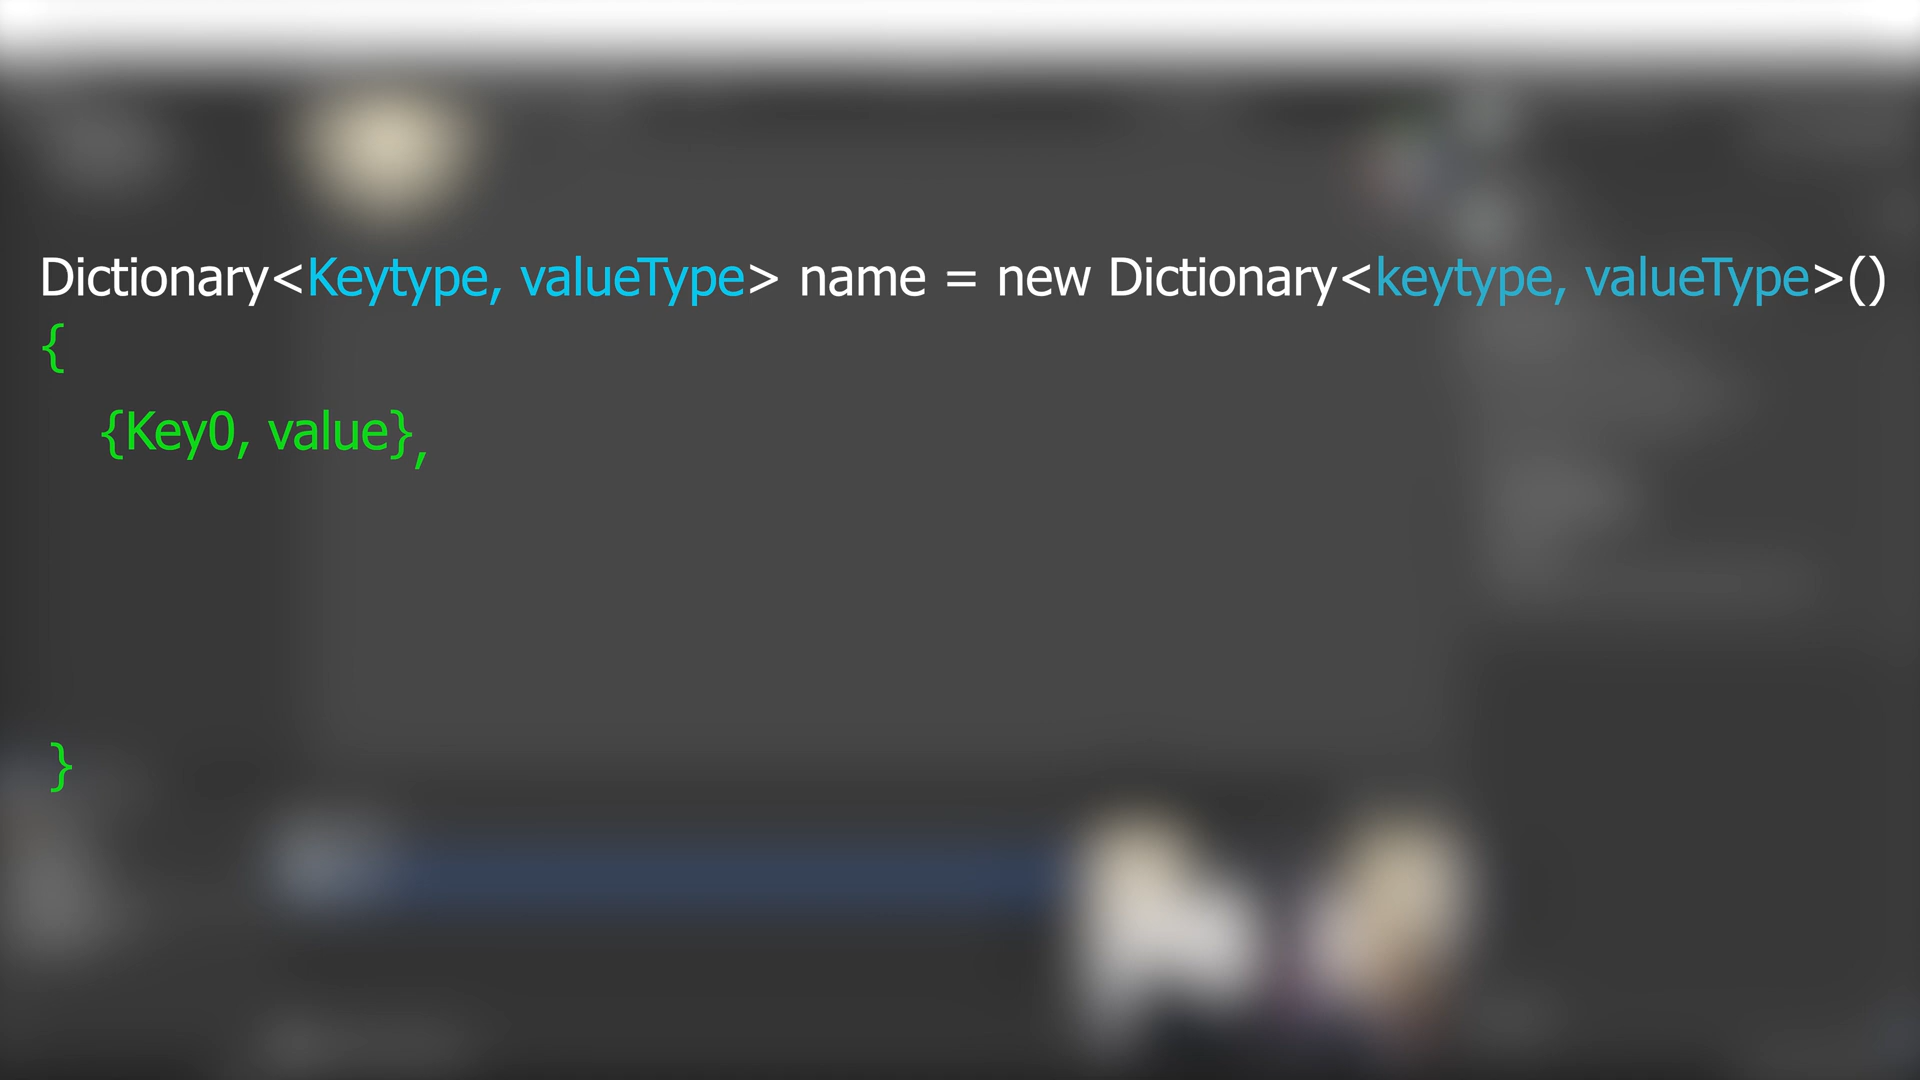 Dictionary<Keytype, valueType> name = new Dictionary<keytype, valueType>()
{
{Key0, value},
}